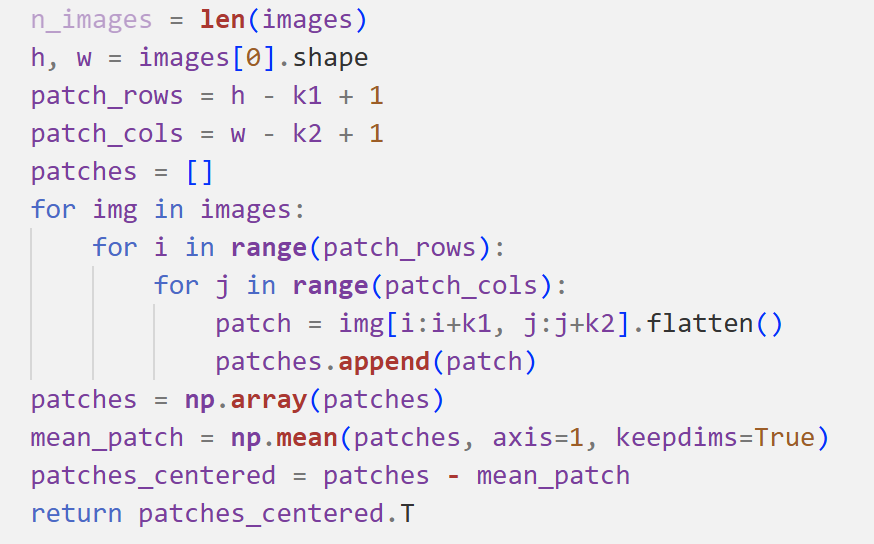 n_images = len(images)
h, w = images[0].shape
patch_rows = h - k1 + 1
patch_cols = w - k2 + 1
patches = []
for img in images:
    for i in range(patch_rows):
        for j in range(patch_cols):
            patch = img[i:i+k1, j:j+k2].flatten()
            patches.append(patch)
patches = np.array(patches)
mean_patch = np.mean(patches, axis=1, keepdims=True)
patches_centered = patches - mean_patch
return patches_centered.T